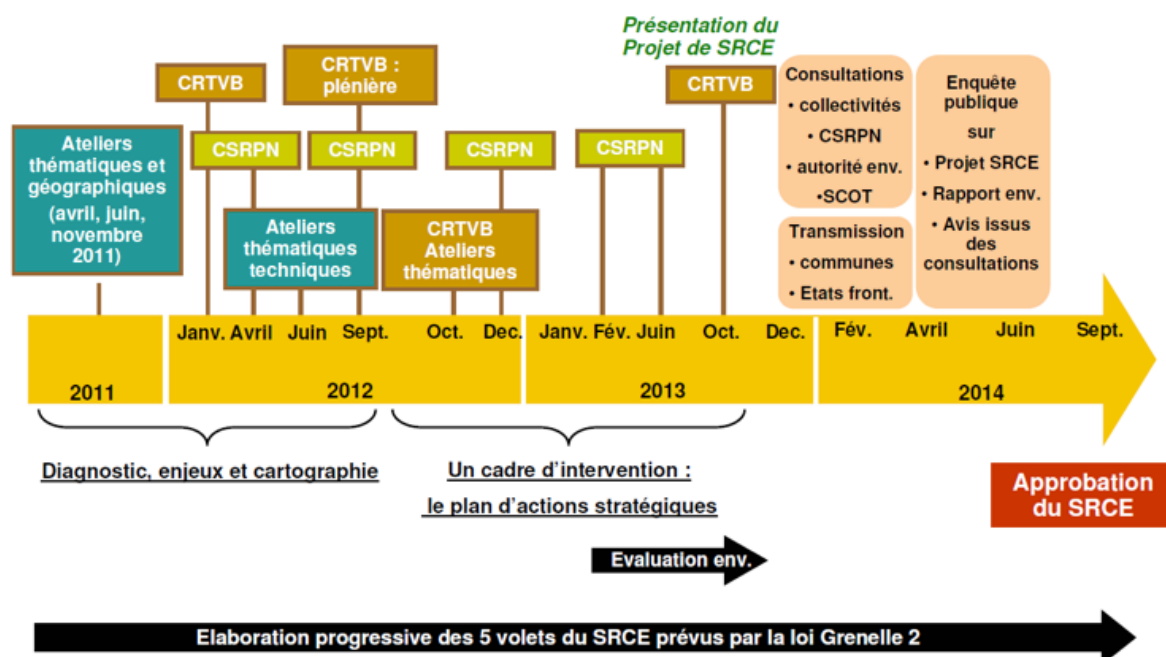 Présentation du
Projet de SRCE
CRTVB
CRTVB :
plénière
CRTVB
Consultations
• collectivités
• CSRPN
• autorité env.
•SCOT
Enquête
publique
sur
• Projet SRCE
• Rapport env.
• Avis issus
des
consultations
Ateliers
thématiques et
géographiques
(avril, juin,
novembre
2011)
CSRPN
CSRPN
CSRPN
CSRPN
Ateliers
thématiques
techniques
CRTVB
Ateliers
thématiques
Transmission
• communes
• Etats front.
Janv. Avril Juin Sept. Oct. Dec. Janv. Fév. Juin Oct. Dec. Fév. Avril Juin Sept.
2011 2012 2013 2014
Diagnostic, enjeux et cartographie
Un cadre d'intervention :
le plan d'actions stratégiques
Approbation
du SRCE
Evaluation env.
Elaboration progressive des 5 volets du SRCE prévus par la loi Grenelle 2